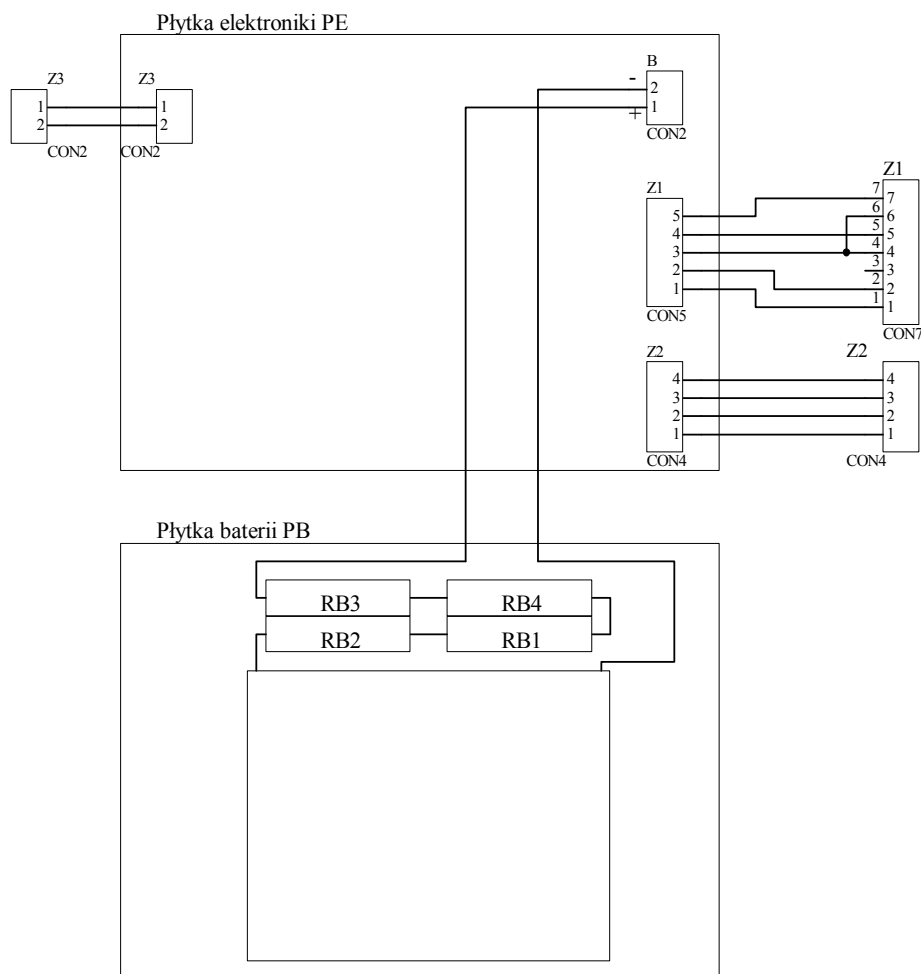 Płytka elektroniki PE
Z3
1
2
CON2
Z3
1
2
CON2
B
-
2
1
+
CON2
Z1
5
4
3
2
1
CON5
Z1
7 7
6 6
5 5
4 4
3 3
2 2
1 1
CON7
Z2
4
3
2
1
CON4
Z2
4
3
2
1
CON4
Płytka baterii PB
RB3 RB4
RB2 RB1